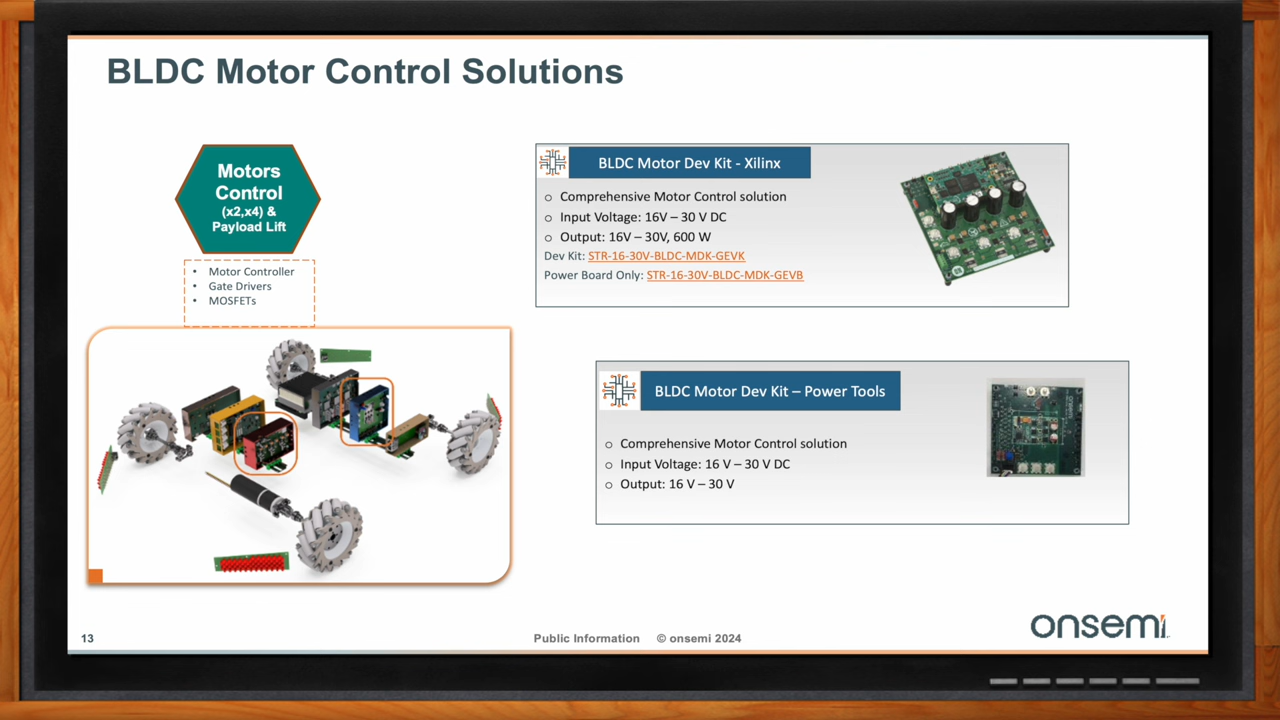 BLDC Motor Control Solutions
Motors
Control
(x2,x4) &
Payload Lift
• Motor Controller
• Gate Drivers
• MOSFETs
BLDC Motor Dev Kit - Xilinx
o Comprehensive Motor Control solution
o Input Voltage: 16V – 30 V DC
o Output: 16V – 30V, 600 W
Dev Kit: STR-16-30V-BLDC-MDK-GEVK
Power Board Only: STR-16-30V-BLDC-MDK-GEVB
BLDC Motor Dev Kit – Power Tools
o Comprehensive Motor Control solution
o Input Voltage: 16 V – 30 V DC
o Output: 16 V – 30 V
onsemi
13
Public Information © onsemi 2024
onsemi